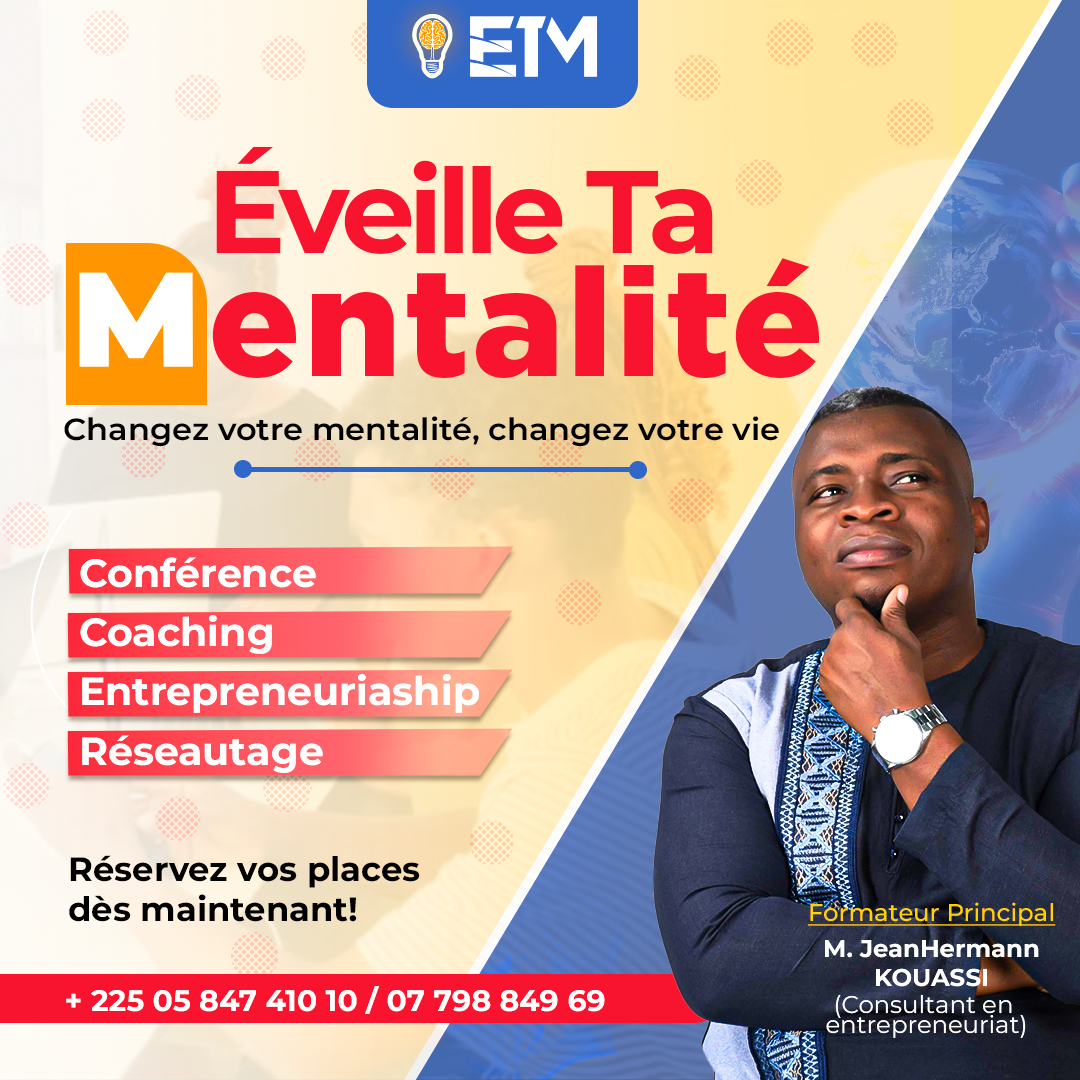 ETM
Éveille Ta
Mentalité
Changez votre mentalité, changez votre vie
Conférence
Coaching
Entrepreneuriaship
Réseautage
Réservez vos places
dès maintenant!
+ 225 05 847 410 10 / 07 798 849 69
Formateur Principal
M. JeanHermann
KOUASSI
(Consultant en
entrepreneuriat)